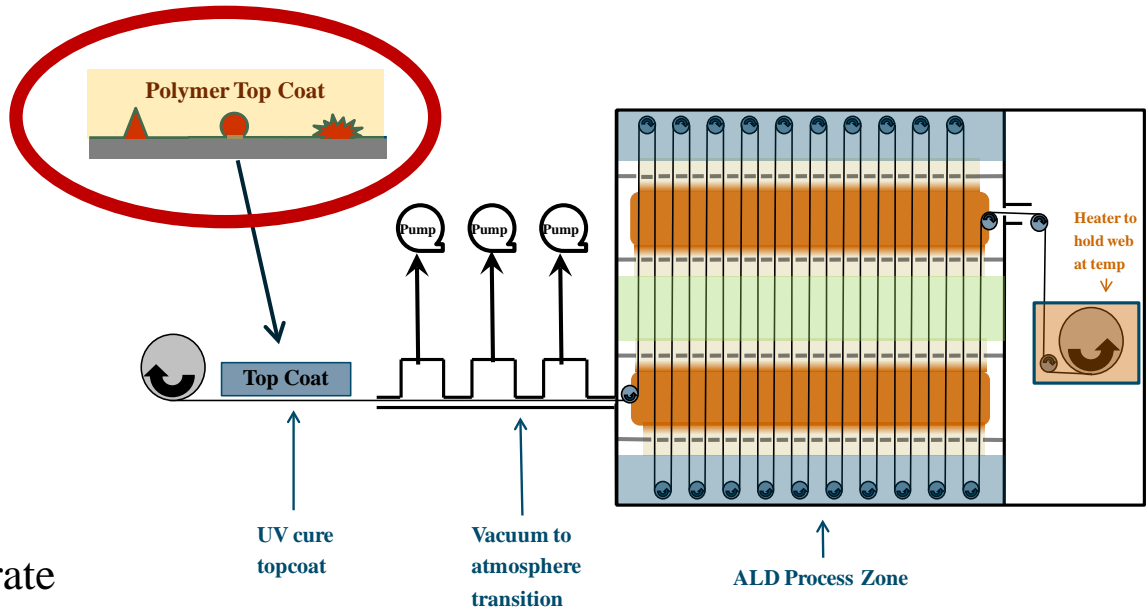 Polymer Top Coat
Pump
Pump
Pump
Heater to
hold web
at temp
Top Coat
UV cure
topcoat
Vacuum to
atmosphere
transition
ALD Process Zone
rate